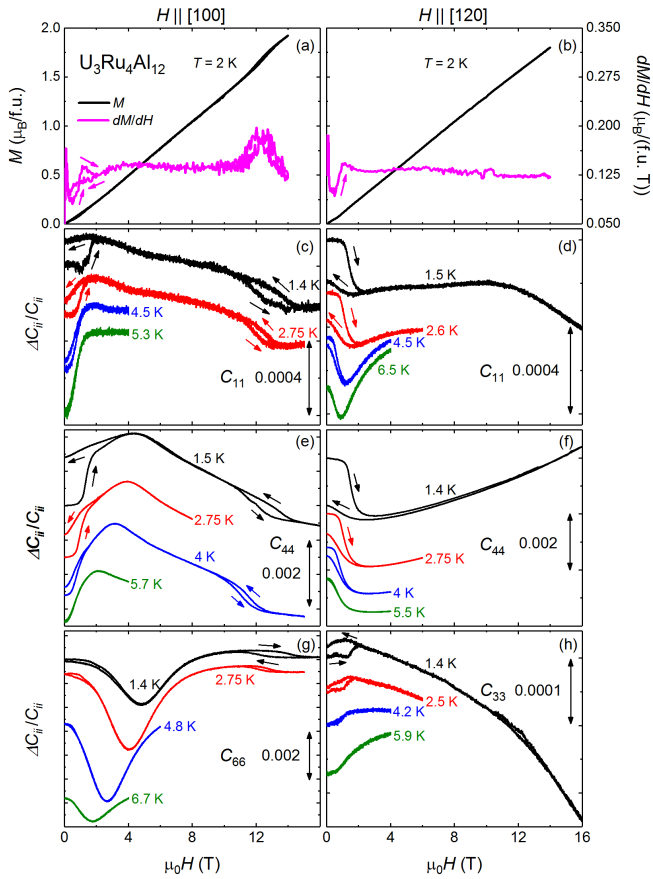 H || [100]
H || [120]
2.0
1.5
1.0
0.5
0.0
M (μB/f.u.)
(a)
U3Ru4Al12
T = 2 K
M
dM/dH
(b)
T = 2 K
0.350
0.300
0.250
0.200
0.150
0.125
0.050
dM/dH (μB/(f.u. T))
ΔCii/Cii
(c)
1.4 K
2.75 K
4.5 K
5.3 K
C11 0.0004
(d)
1.5 K
2.6 K
4.5 K
6.5 K
C11 0.0004
ΔCii/Cii
(e)
1.5 K
2.75 K
4 K
5.7 K
C44
0.002
(f)
1.4 K
2.75 K
4 K
5.5 K
C44
0.002
ΔCii/Cii
(g)
1.4 K
2.75 K
4.8 K
6.7 K
C66 0.002
(h)
1.4 K
2.5 K
4.2 K
5.9 K
C33 0.0001
0 4 8 12 0 4 8 12 16
μ0H (T)
μ0H (T)